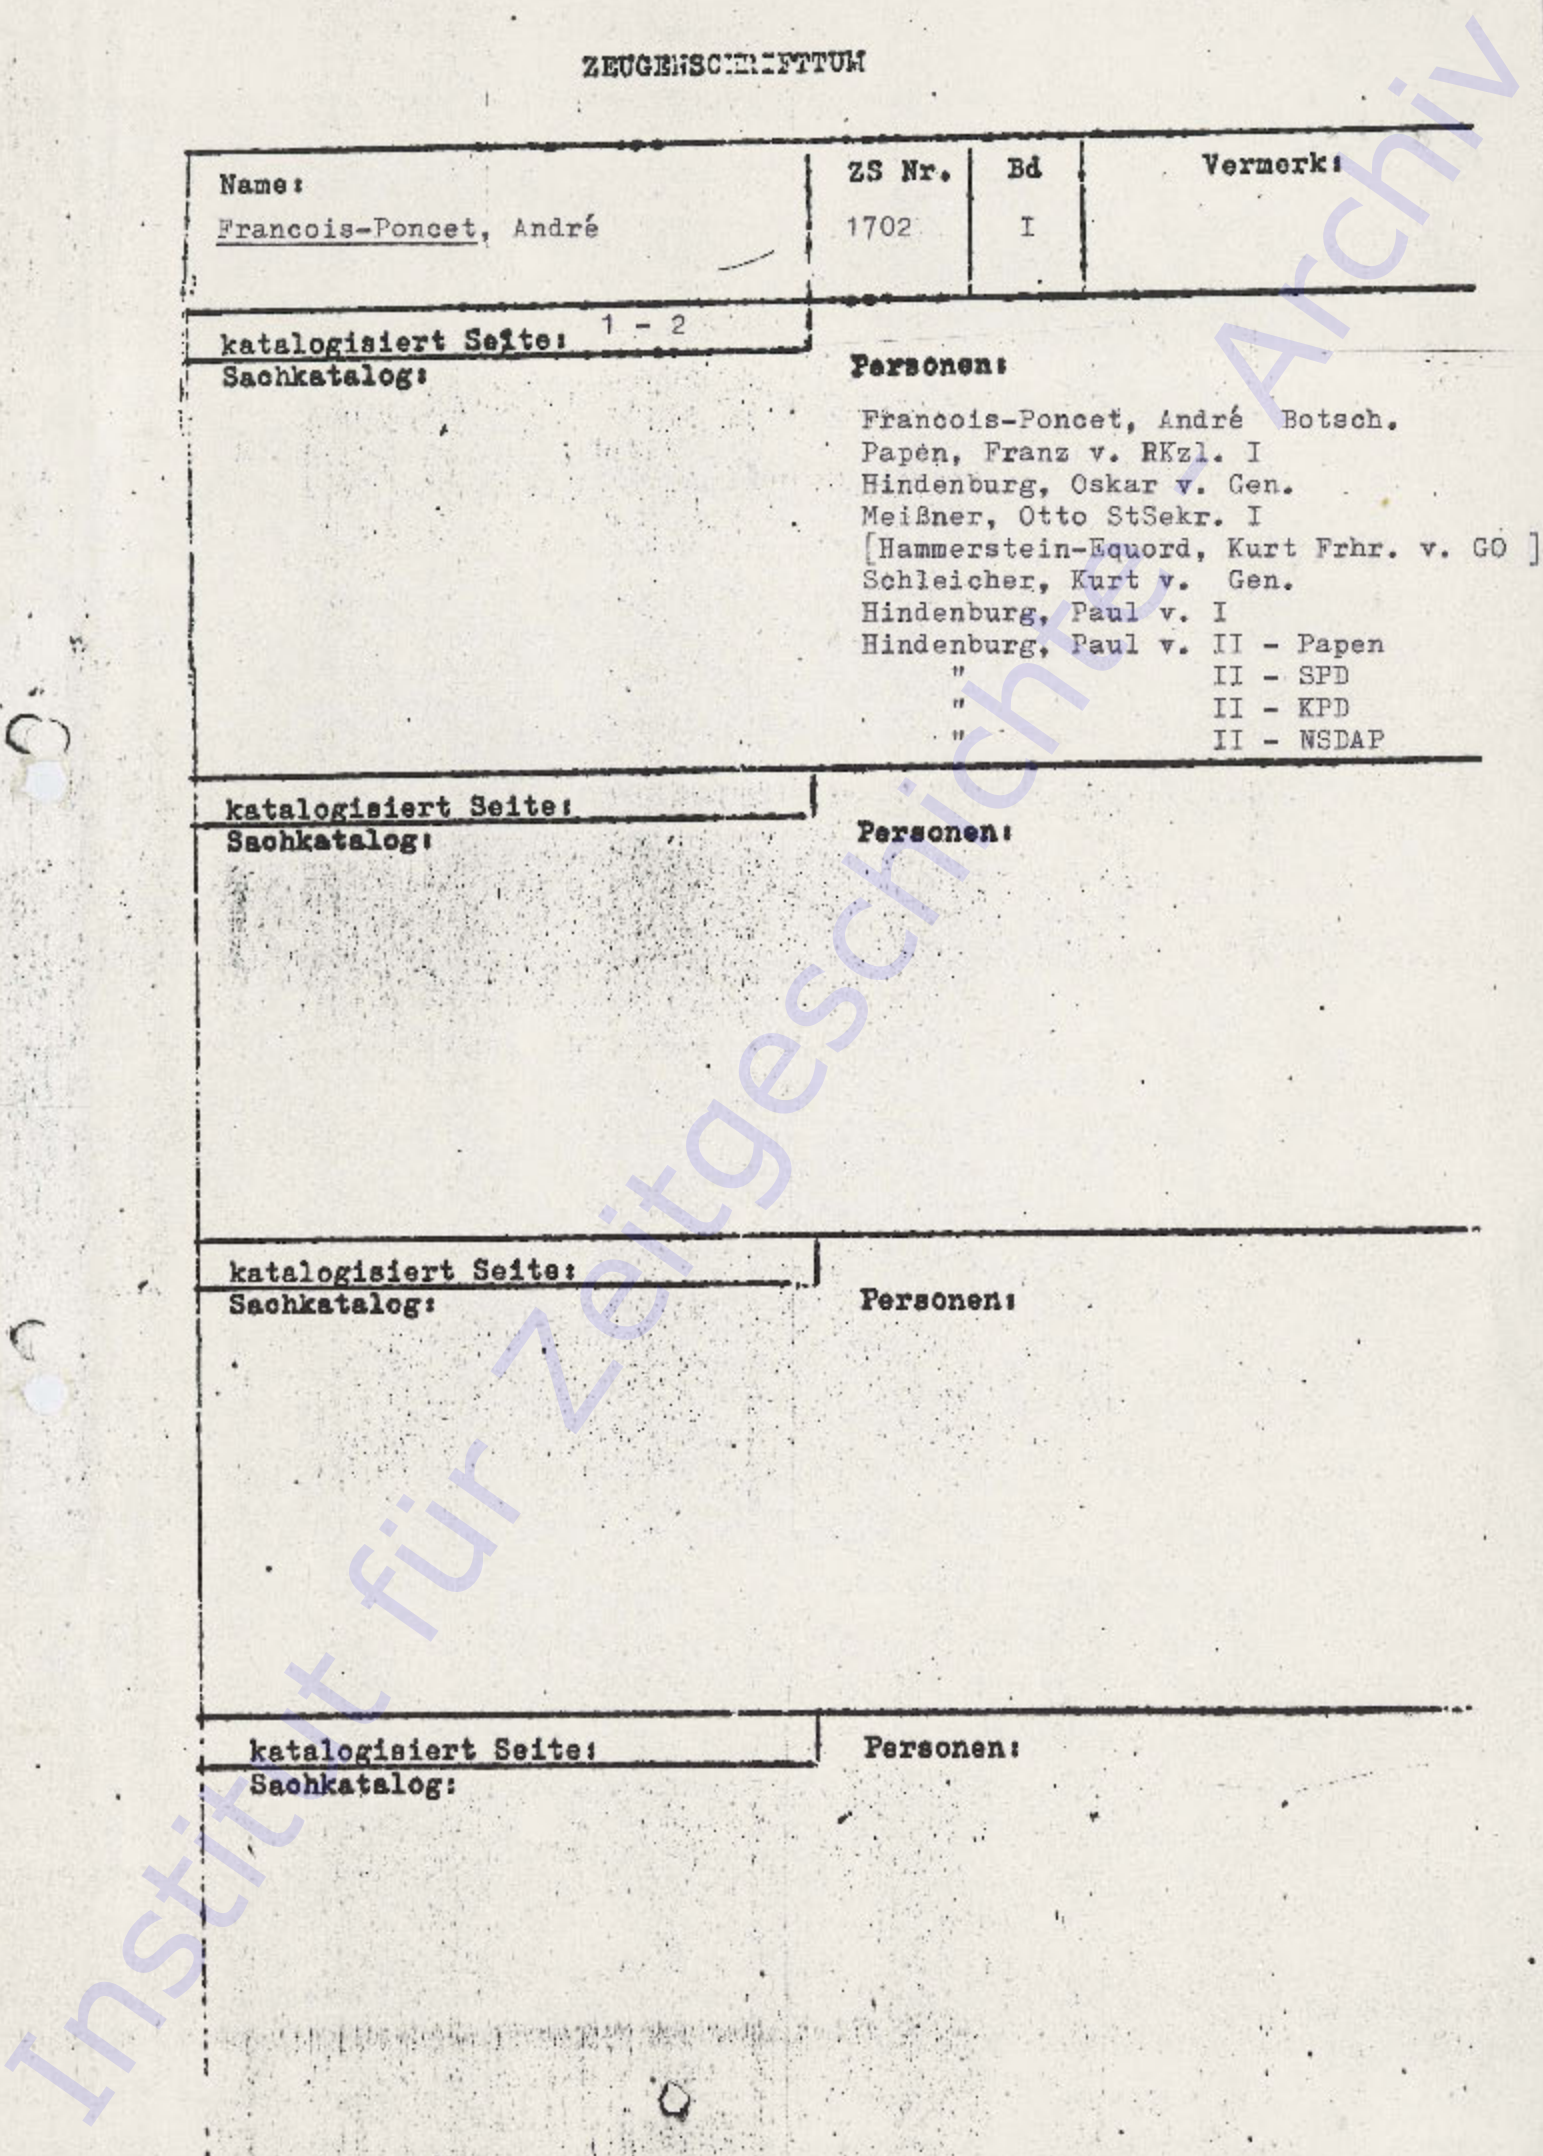 ZEUGENSCHRIFTTUM
Name: ZS Nr. Bd Vermerk:
Francois-Poncet, André 1702 I
katalogisiert Seite: 1 - 2
Sachkatalog: Personen:
Francois-Poncet, André Botsch.
Papen, Franz v. RKzl. I
Hindenburg, Oskar v. Gen.
Meißner, Otto StSekr. I
[Hammerstein-Equord, Kurt Frhr. v. GO ]
Schleicher, Kurt v. Gen.
Hindenburg, Paul v. I
Hindenburg, Paul v. II - Papen
" II - SPD
" II - KPD
" II - NSDAP
katalogisiert Seite:
Sachkatalog: Personen:
katalogisiert Seite:
Sachkatalog: Personen:
katalogisiert Seite: Personen:
Sachkatalog:
Institut für Zeitgeschichte - Archiv